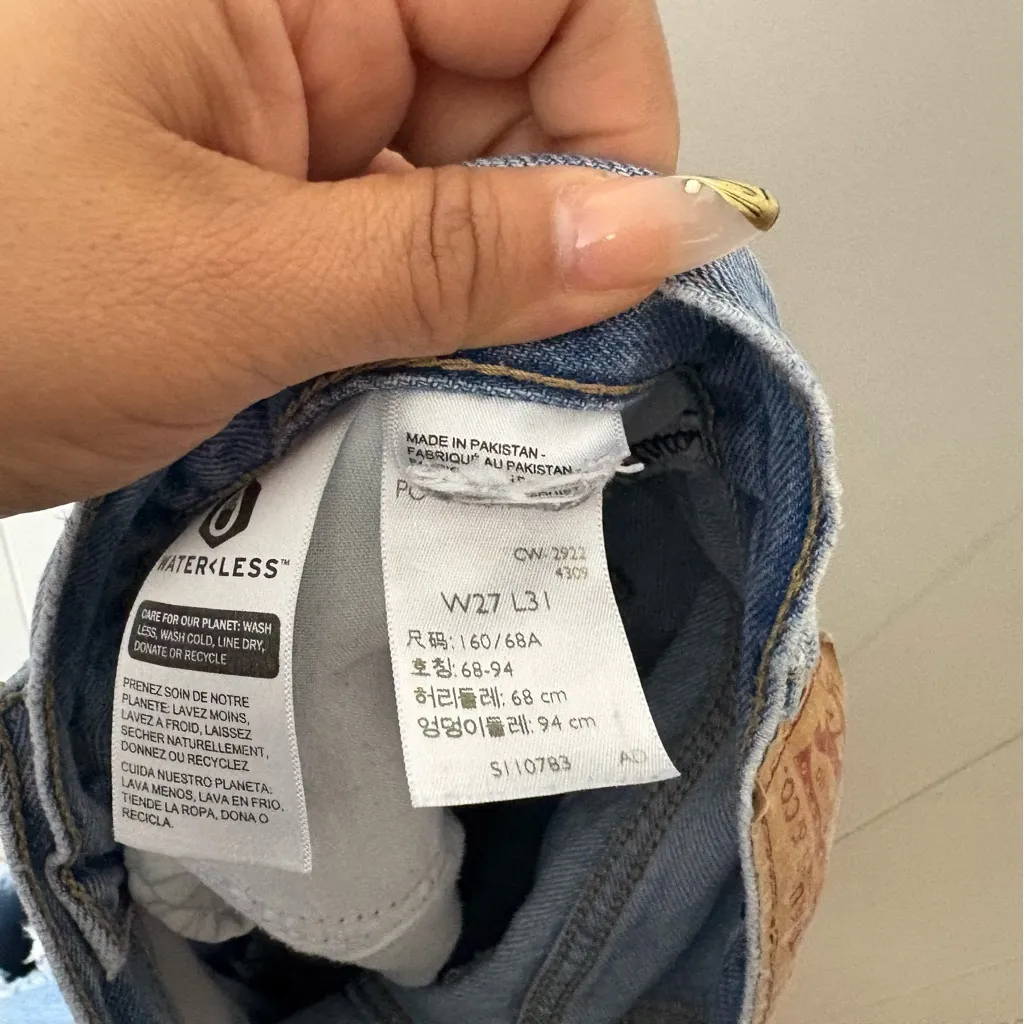 WATER<LESS™
CARE FOR OUR PLANET: WASH
LESS, WASH COLD, LINE DRY,
DONATE OR RECYCLE
PRENEZ SOIN DE NOTRE
PLANETE: LAVEZ MOINS,
LAVEZ A FROID, LAISSEZ
SECHER NATURELLEMENT,
DONNEZ OU RECYCLEZ
CUIDA NUESTRO PLANETA:
LAVA MENOS, LAVA EN FRIO,
TIENDE LA ROPA, DONA O
RECICLA.
MADE IN PAKISTAN -
FABRIQUÉ AU PAKISTAN -
CW- 2922
4309
W27 L31
尺码: 160/68A
호칭: 68-94
허리둘레: 68 cm
엉덩이둘레: 94 cm
S110783 AD